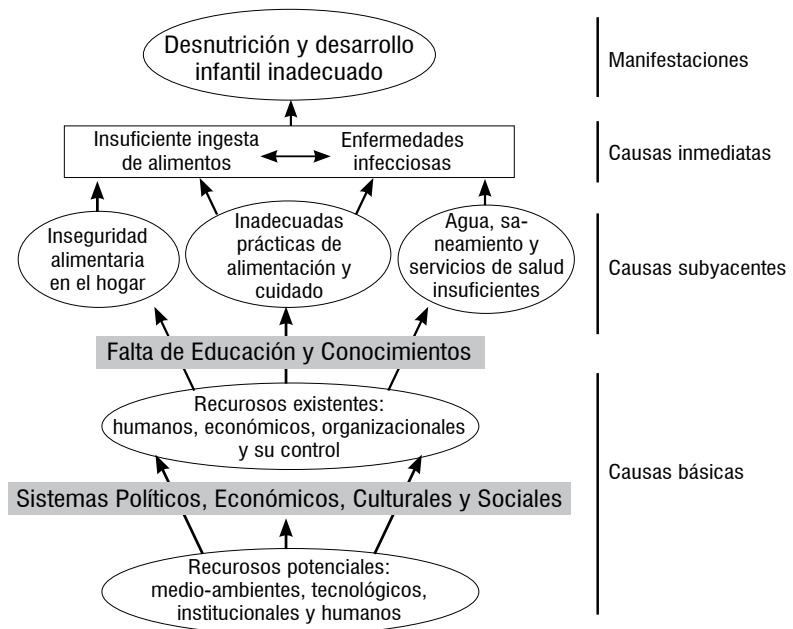 Desnutrición y desarrollo
infantil inadecuado
Manifestaciones
Insuficiente ingesta
de alimentos
Enfermedades
infecciosas
Causas inmediatas
Inseguridad
alimentaria
en el hogar
Inadecuadas
prácticas de
alimentación y
cuidado
Agua, sa-
neamiento y
servicios de salud
insuficientes
Causas subyacentes
Falta de Educación y Conocimientos
Recurosos existentes:
humanos, económicos, organizacionales
y su control
Causas básicas
Sistemas Políticos, Económicos, Culturales y Sociales
Recurosos potenciales:
medio-ambientes, tecnológicos,
institucionales y humanos